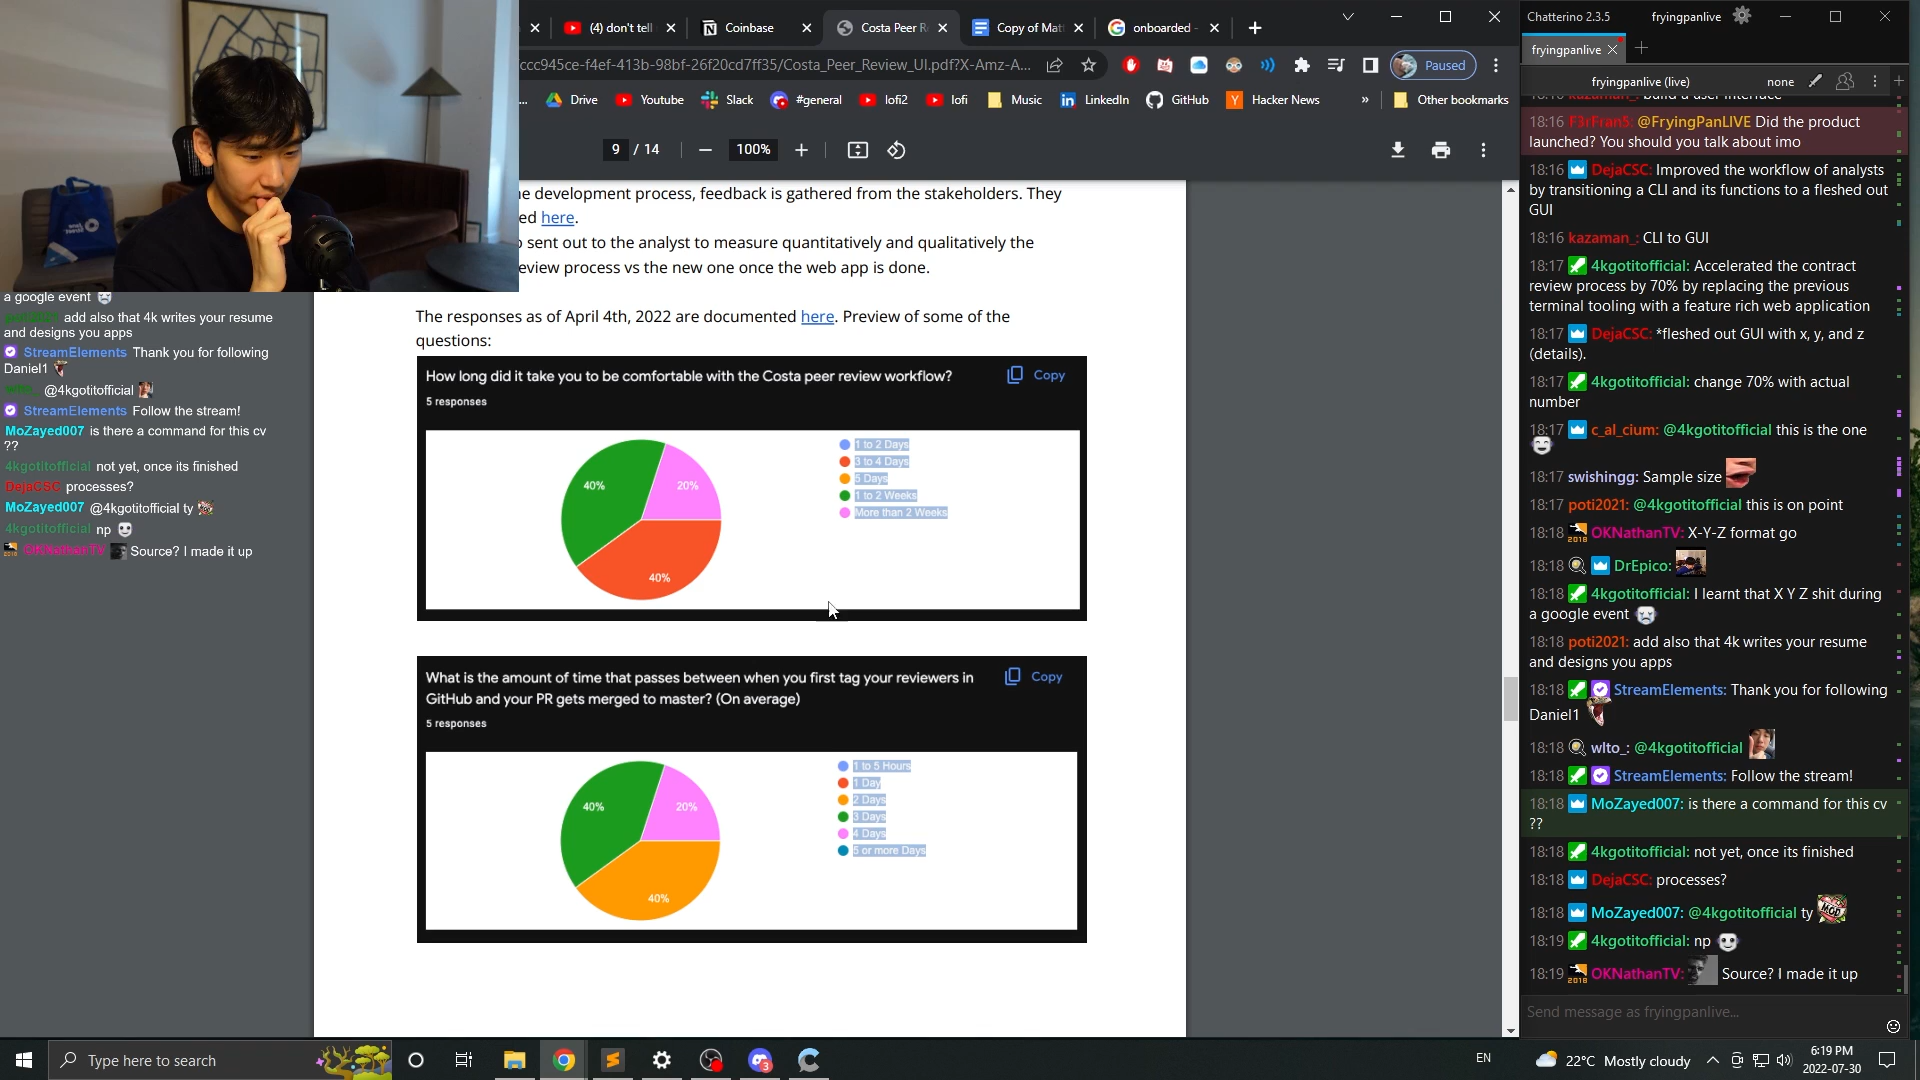 (4) don't tell
Coinbase
Costa Peer R
Copy of Mat
onboarded -
ccc945ce-f4ef-413b-98bf-26f20cd7ff35/Costa_Peer_Review_UI.pdf?X-Amz-A...
Paused
Drive
Youtube
Slack
#general
lofi2
lofi
Music
LinkedIn
GitHub
Hacker News
»
Other bookmarks
9 / 14
100%
e development process, feedback is gathered from the stakeholders. They
ed here.
sent out to the analyst to measure quantitatively and qualitatively the
eview process vs the new one once the web app is done.
The responses as of April 4th, 2022 are documented here. Preview of some of the
questions:
How long did it take you to be comfortable with the Costa peer review workflow?
Copy
5 responses
40%
20%
40%
1 to 2 Days
3 to 4 Days
5 Days
1 to 2 Weeks
More than 2 Weeks
What is the amount of time that passes between when you first tag your reviewers in
GitHub and your PR gets merged to master? (On average)
Copy
5 responses
40%
20%
40%
1 to 5 Hours
1 Day
2 Days
3 Days
4 Days
5 or more Days
a google event
add also that 4k writes your resume
and designs you apps
StreamElements Thank you for following
Daniel1
@4kgotitofficial
StreamElements Follow the stream!
MoZayed007 is there a command for this cv
??
4kgotitofficial not yet, once its finished
DejaCSC processes?
MoZayed007 @4kgotitofficial ty
4kgotitofficial np
OKNathanTV Source? I made it up
Chatterino 2.3.5
fryingpanlive
fryingpanlive
fryingpanlive (live)
none
18:16 kazaman_: build a user interface
18:16 F3rFran5: @FryingPanLIVE Did the product
launched? You should you talk about imo
18:16 DejaCSC: Improved the workflow of analysts
by transitioning a CLI and its functions to a fleshed out
GUI
18:16 kazaman_: CLI to GUI
18:17 4kgotitofficial: Accelerated the contract
review process by 70% by replacing the previous
terminal tooling with a feature rich web application
18:17 DejaCSC: *fleshed out GUI with x, y, and z
(details).
18:17 4kgotitofficial: change 70% with actual
number
18:17 c_al_cium: @4kgotitofficial this is the one
18:17 swishingg: Sample size
18:17 poti2021: @4kgotitofficial this is on point
18:18 OKNathanTV: X-Y-Z format go
18:18 DrEpico:
18:18 4kgotitofficial: I learnt that X Y Z shit during
a google event
18:18 poti2021: add also that 4k writes your resume
and designs you apps
18:18 StreamElements: Thank you for following
Daniel1
18:18 wlto_: @4kgotitofficial
18:18 StreamElements: Follow the stream!
18:18 MoZayed007: is there a command for this cv
??
18:18 4kgotitofficial: not yet, once its finished
18:18 DejaCSC: processes?
18:18 MoZayed007: @4kgotitofficial ty
18:19 4kgotitofficial: np
18:19 OKNathanTV: Source? I made it up
Send message as fryingpanlive...
Type here to search
EN
22°C Mostly cloudy
6:19 PM
2022-07-30